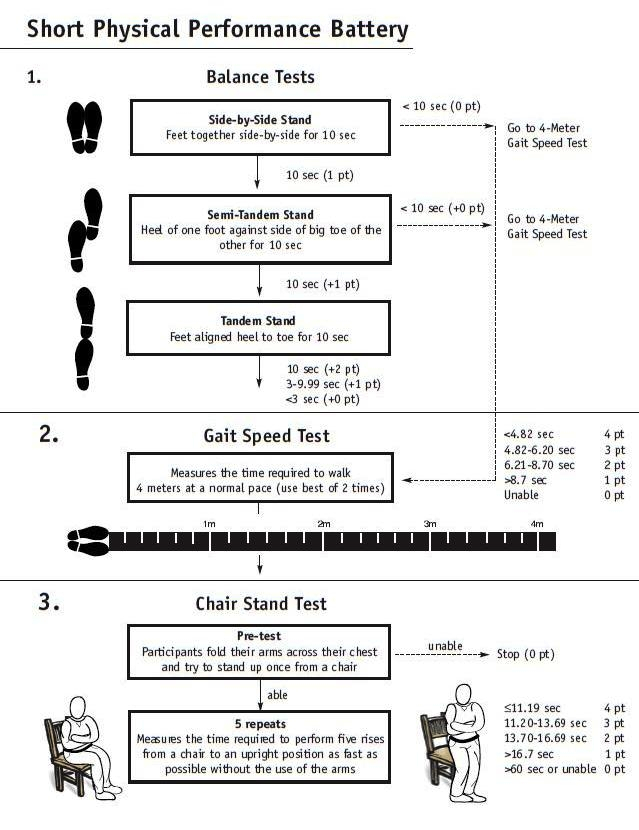 Short Physical Performance Battery
1.
Balance Tests
Side-by-Side Stand
Feet together side-by-side for 10 sec
< 10 sec (0 pt)
Go to 4-Meter
Gait Speed Test
10 sec (1 pt)
Semi-Tandem Stand
Heel of one foot against side of big toe of the
other for 10 sec
< 10 sec (+0 pt)
Go to 4-Meter
Gait Speed Test
10 sec (+1 pt)
Tandem Stand
Feet aligned heel to toe for 10 sec
10 sec (+2 pt)
3-9.99 sec (+1 pt)
<3 sec (+0 pt)
2.
Gait Speed Test
Measures the time required to walk
4 meters at a normal pace (use best of 2 times)
<4.82 sec 4 pt
4.82-6.20 sec 3 pt
6.21-8.70 sec 2 pt
>8.7 sec 1 pt
Unable 0 pt
1m 2m 3m 4m
3.
Chair Stand Test
Pre-test
Participants fold their arms across their chest
and try to stand up once from a chair
unable
Stop (0 pt)
able
5 repeats
Measures the time required to perform five rises
from a chair to an upright position as fast as
possible without the use of the arms
≤11.19 sec 4 pt
11.20-13.69 sec 3 pt
13.70-16.69 sec 2 pt
>16.7 sec 1 pt
>60 sec or unable 0 pt